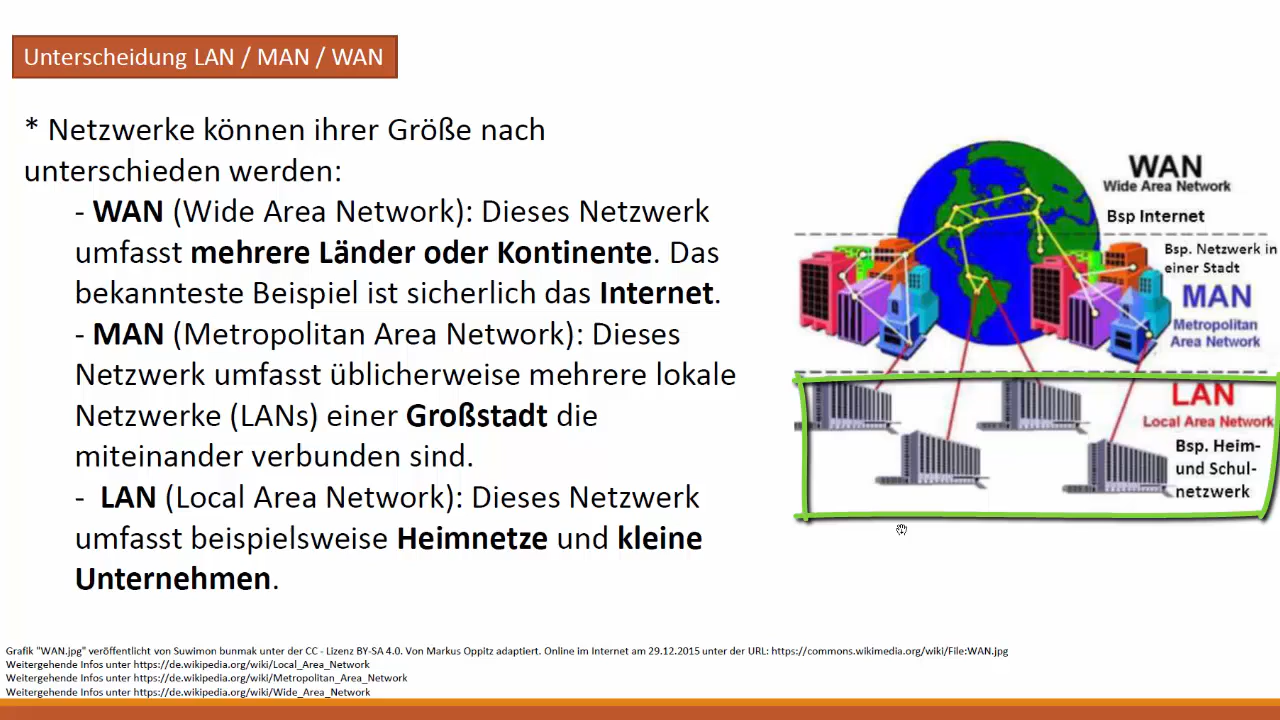 Unterscheidung LAN / MAN / WAN
* Netzwerke können ihrer Größe nach
unterschieden werden:
- WAN (Wide Area Network): Dieses Netzwerk
umfasst mehrere Länder oder Kontinente. Das
bekannteste Beispiel ist sicherlich das Internet.
- MAN (Metropolitan Area Network): Dieses
Netzwerk umfasst üblicherweise mehrere lokale
Netzwerke (LANs) einer Großstadt die
miteinander verbunden sind.
- LAN (Local Area Network): Dieses Netzwerk
umfasst beispielsweise Heimnetze und kleine
Unternehmen.
WAN
Wide Area Network
Bsp Internet
Bsp. Netzwerk in
einer Stadt
MAN
Metropolitan
Area Network
LAN
Local Area Network
Bsp. Heim-
und Schul-
netzwerk
Grafik "WAN.jpg" veröffentlicht von Suwimon bunmak unter der CC - Lizenz BY-SA 4.0. Von Markus Oppitz adaptiert. Online im Internet am 29.12.2015 unter der URL: https://commons.wikimedia.org/wiki/File:WAN.jpg
Weitergehende Infos unter https://de.wikipedia.org/wiki/Local_Area_Network
Weitergehende Infos unter https://de.wikipedia.org/wiki/Metropolitan_Area_Network
Weitergehende Infos unter https://de.wikipedia.org/wiki/Wide_Area_Network